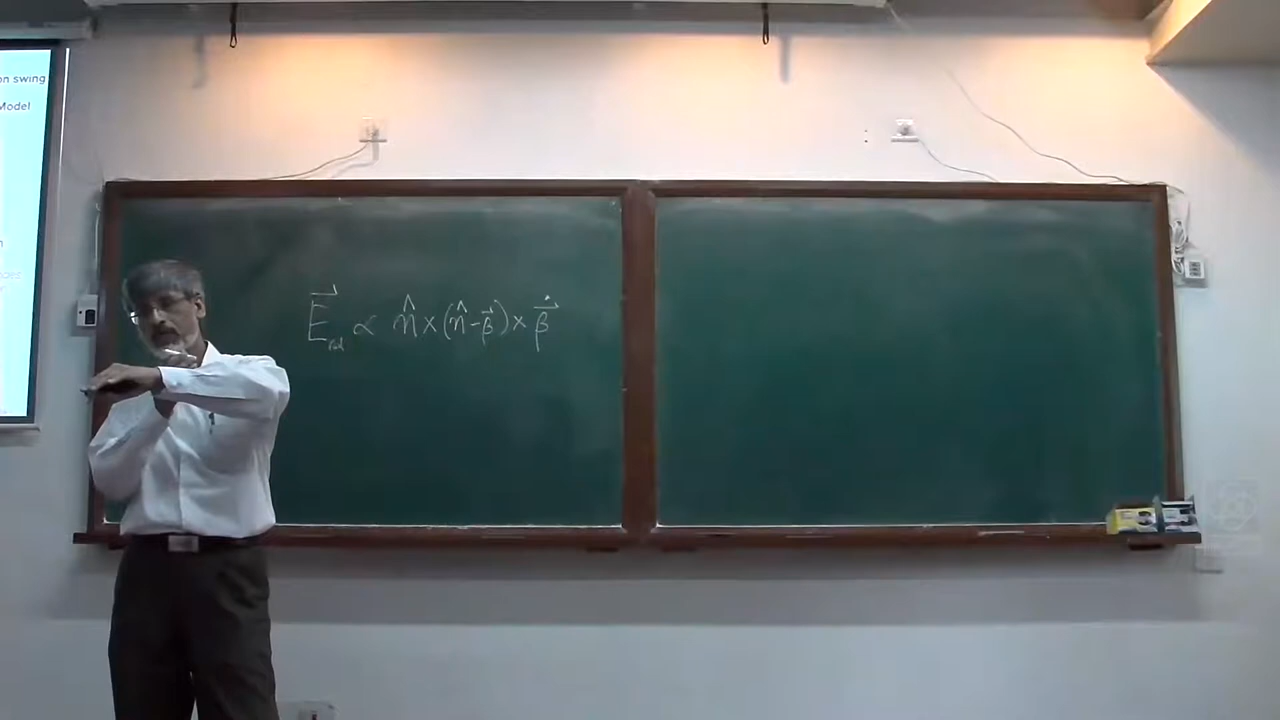 on swing
Model
E⃗_rad ∝ n̂ × (n̂ - β⃗) × β⃗̇